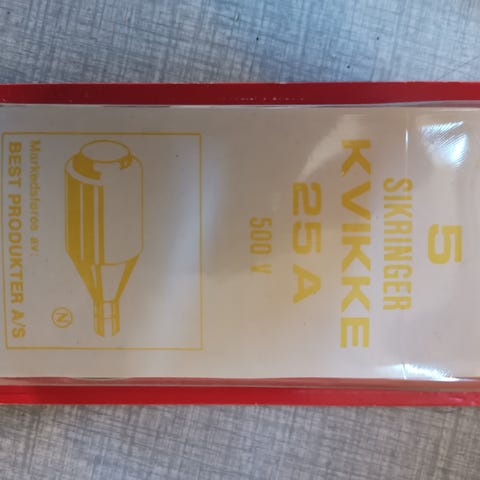 5
SIKRINGER
KVIKKE
25 A
500 V
N
Markedsføres av:
BEST PRODUKTER A/S